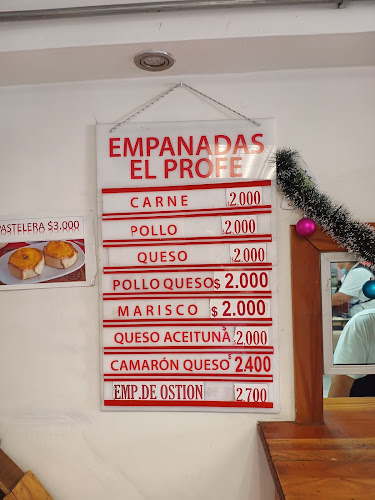 EMPANADAS
EL PROFE
CARNE 2.000
POLLO 2.000
QUESO 2.000
POLLO QUESO $ 2.000
MARISCO $ 2.000
QUESO ACEITUNA $ 2.000
CAMARÓN QUESO $ 2.400
EMP.DE OSTION 2.700
PASTELERA $3.000